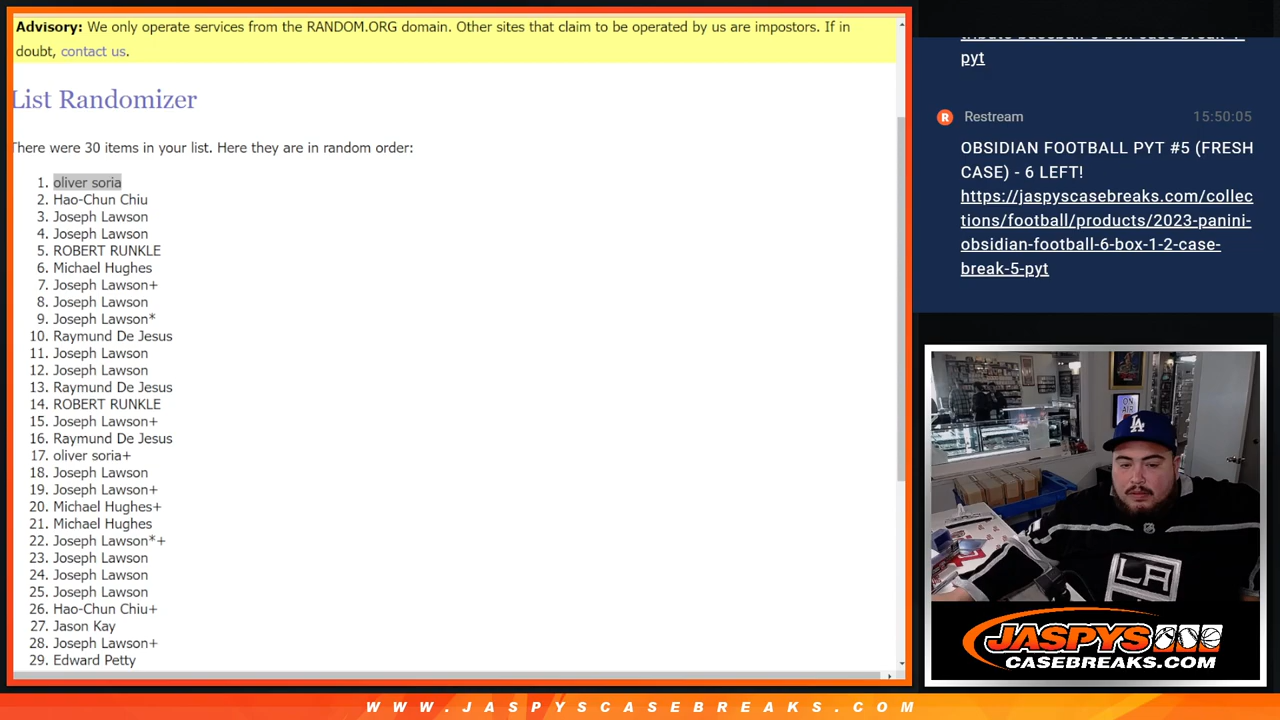 Advisory: We only operate services from the RANDOM.ORG domain. Other sites that claim to be operated by us are impostors. If in
doubt, contact us.
List Randomizer
There were 30 items in your list. Here they are in random order:
1. oliver soria
2. Hao-Chun Chiu
3. Joseph Lawson
4. Joseph Lawson
5. ROBERT RUNKLE
6. Michael Hughes
7. Joseph Lawson+
8. Joseph Lawson
9. Joseph Lawson*
10. Raymund De Jesus
11. Joseph Lawson
12. Joseph Lawson
13. Raymund De Jesus
14. ROBERT RUNKLE
15. Joseph Lawson+
16. Raymund De Jesus
17. oliver soria+
18. Joseph Lawson
19. Joseph Lawson+
20. Michael Hughes+
21. Michael Hughes
22. Joseph Lawson*+
23. Joseph Lawson
24. Joseph Lawson
25. Joseph Lawson
26. Hao-Chun Chiu+
27. Jason Kay
28. Joseph Lawson+
29. Edward Petty
pyt
R Restream 15:50:05
OBSIDIAN FOOTBALL PYT #5 (FRESH
CASE) - 6 LEFT!
https://jaspyscasebreaks.com/collec
tions/football/products/2023-panini-
obsidian-football-6-box-1-2-case-
break-5-pyt
ON
AIR
LA
LA
JASPYS
CASEBREAKS.COM
WWW.JASPYSCASEBREAKS.COM